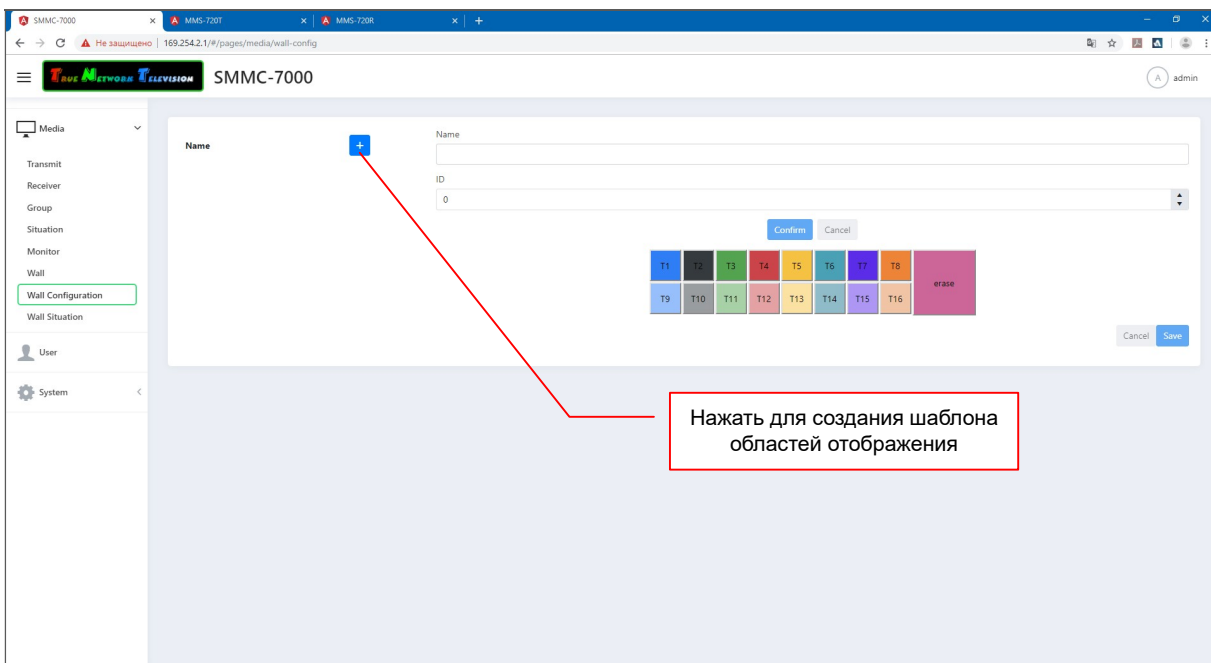 SMMC-7000 × MMS-720T × MMS-720R × +
Не защищено | 169.254.2.1/#/pages/media/wall-config
TRUE NETWORK TELEVISION SMMC-7000 A admin
Media
Transmit
Receiver
Group
Situation
Monitor
Wall
Wall Configuration
Wall Situation
User
System
Name +
Name
ID
0
Confirm Cancel
T1 T2 T3 T4 T5 T6 T7 T8 erase
T9 T10 T11 T12 T13 T14 T15 T16
Cancel Save
Нажать для создания шаблона
областей отображения